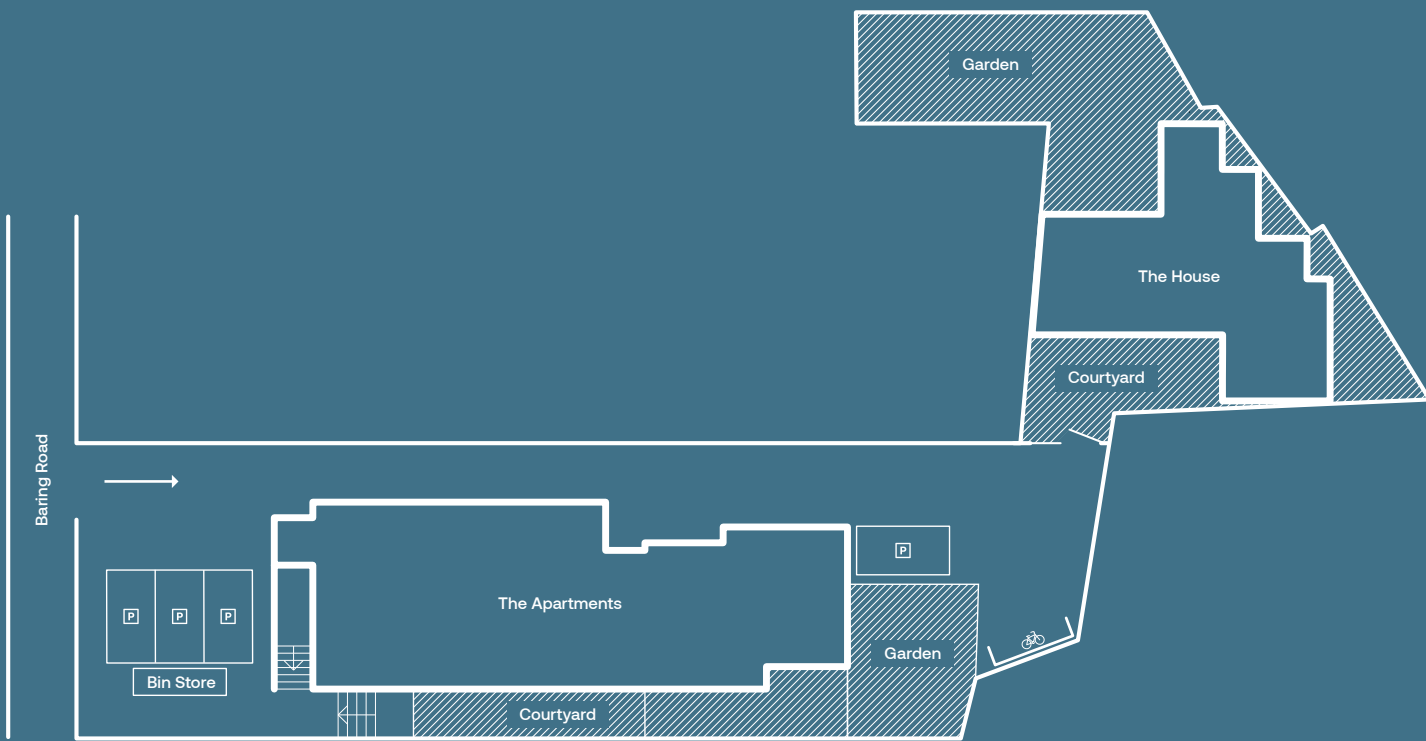 Garden
The House
Courtyard
Baring Road
P
The Apartments
P
P
P
Garden
Bin Store
Courtyard